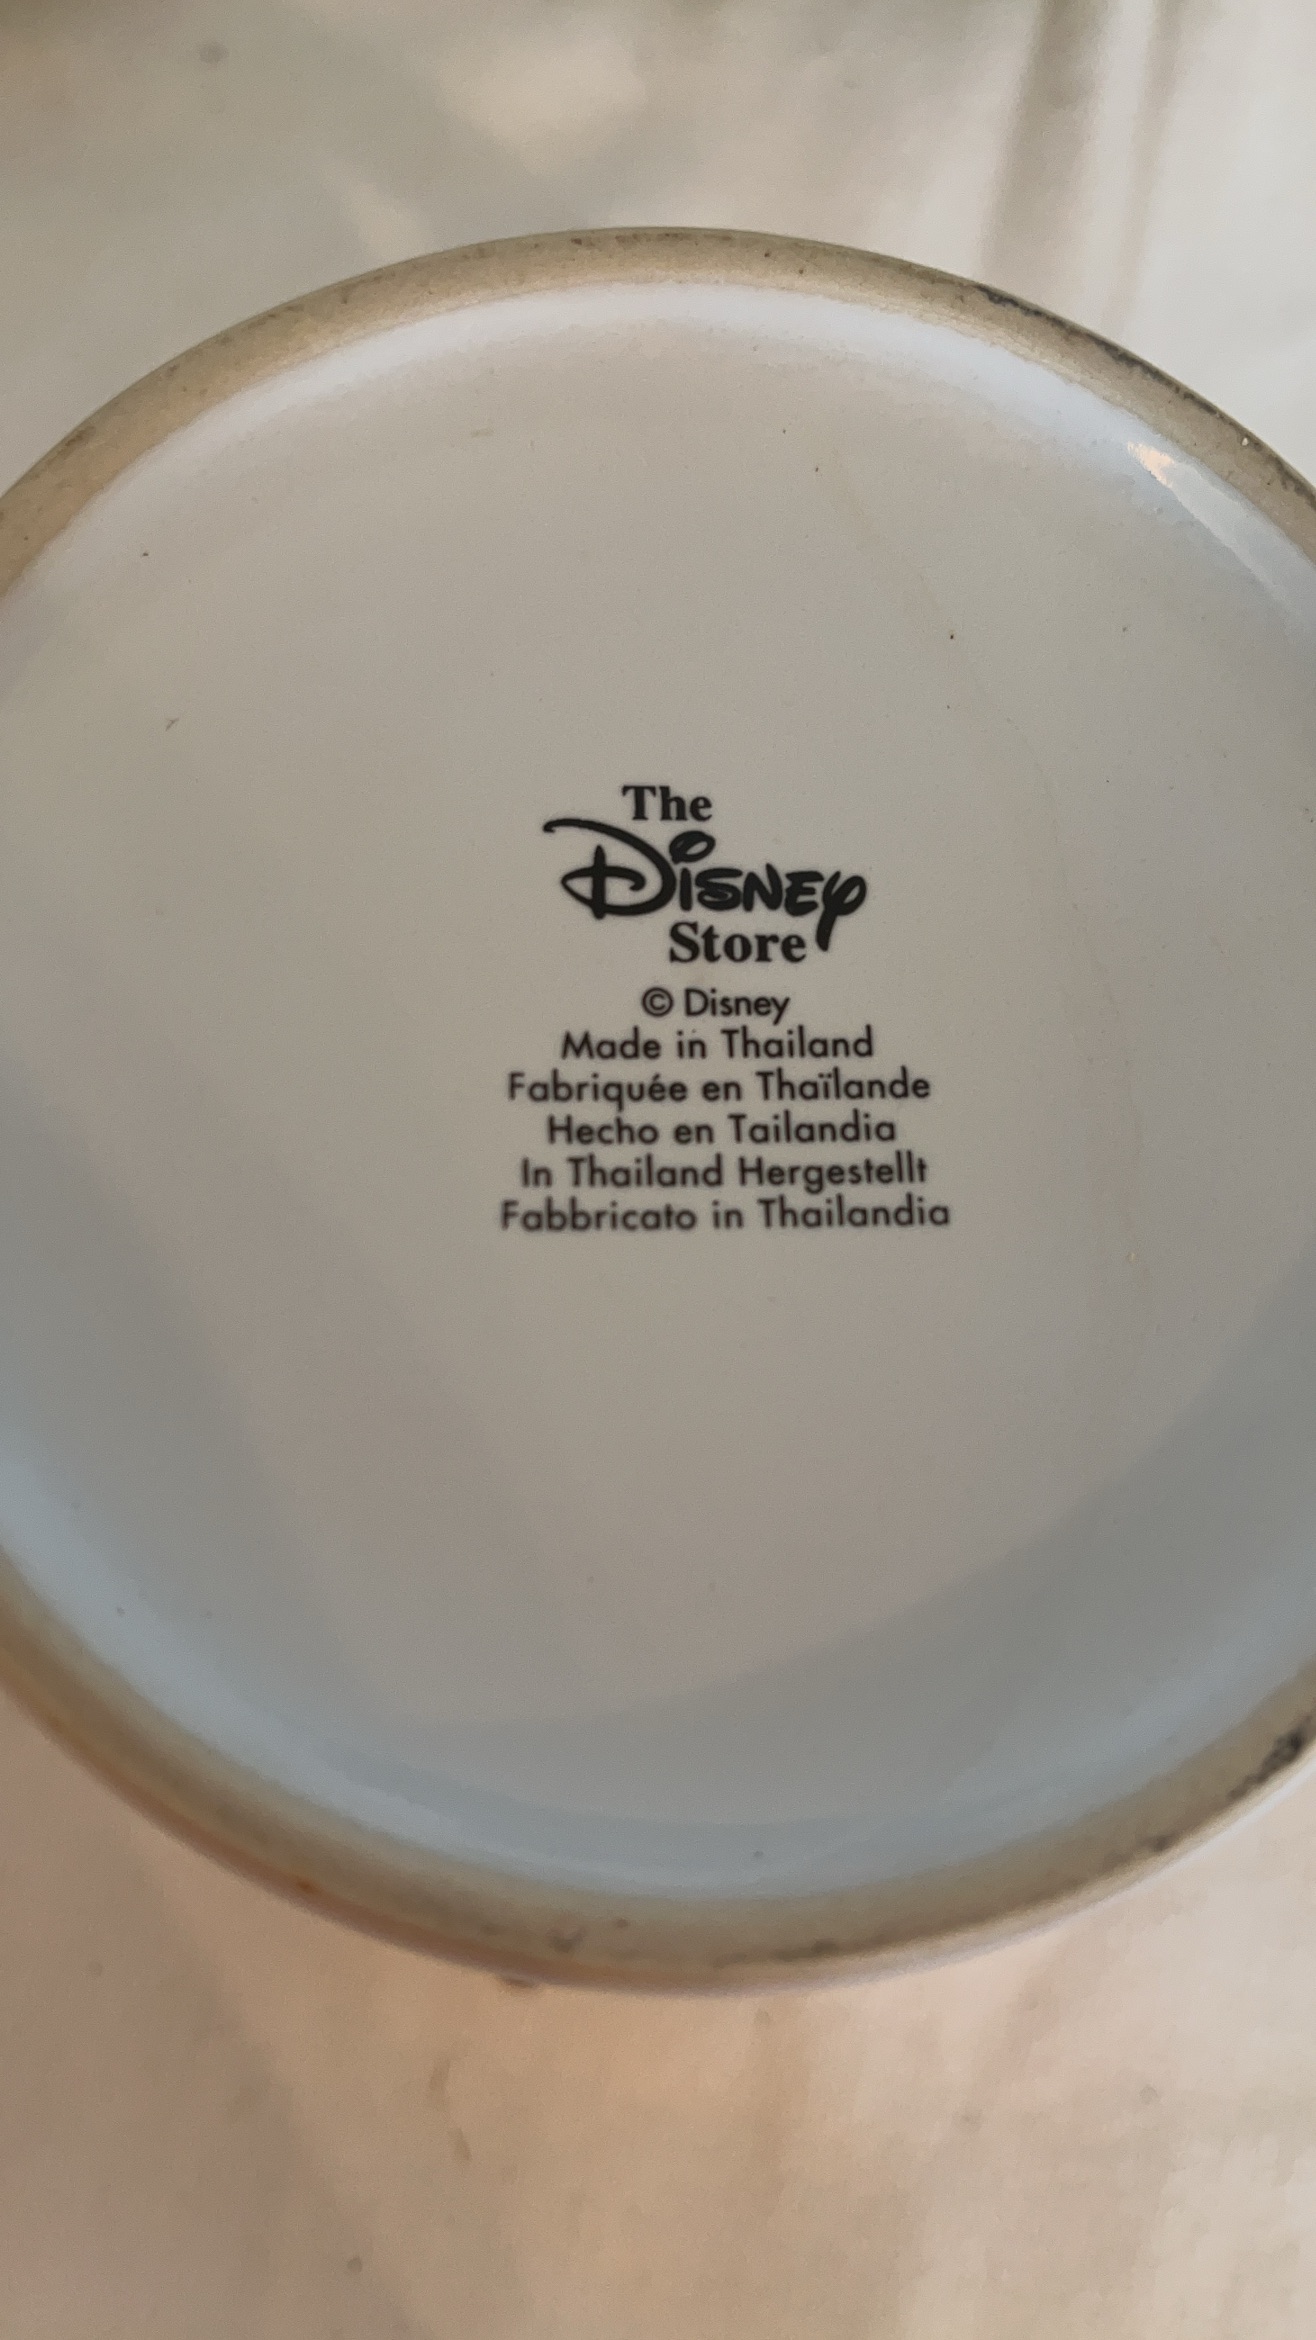 The
Disney
Store
© Disney
Made in Thailand
Fabriquée en Thaïlande
Hecho en Tailandia
In Thailand Hergestellt
Fabbricato in Thailandia